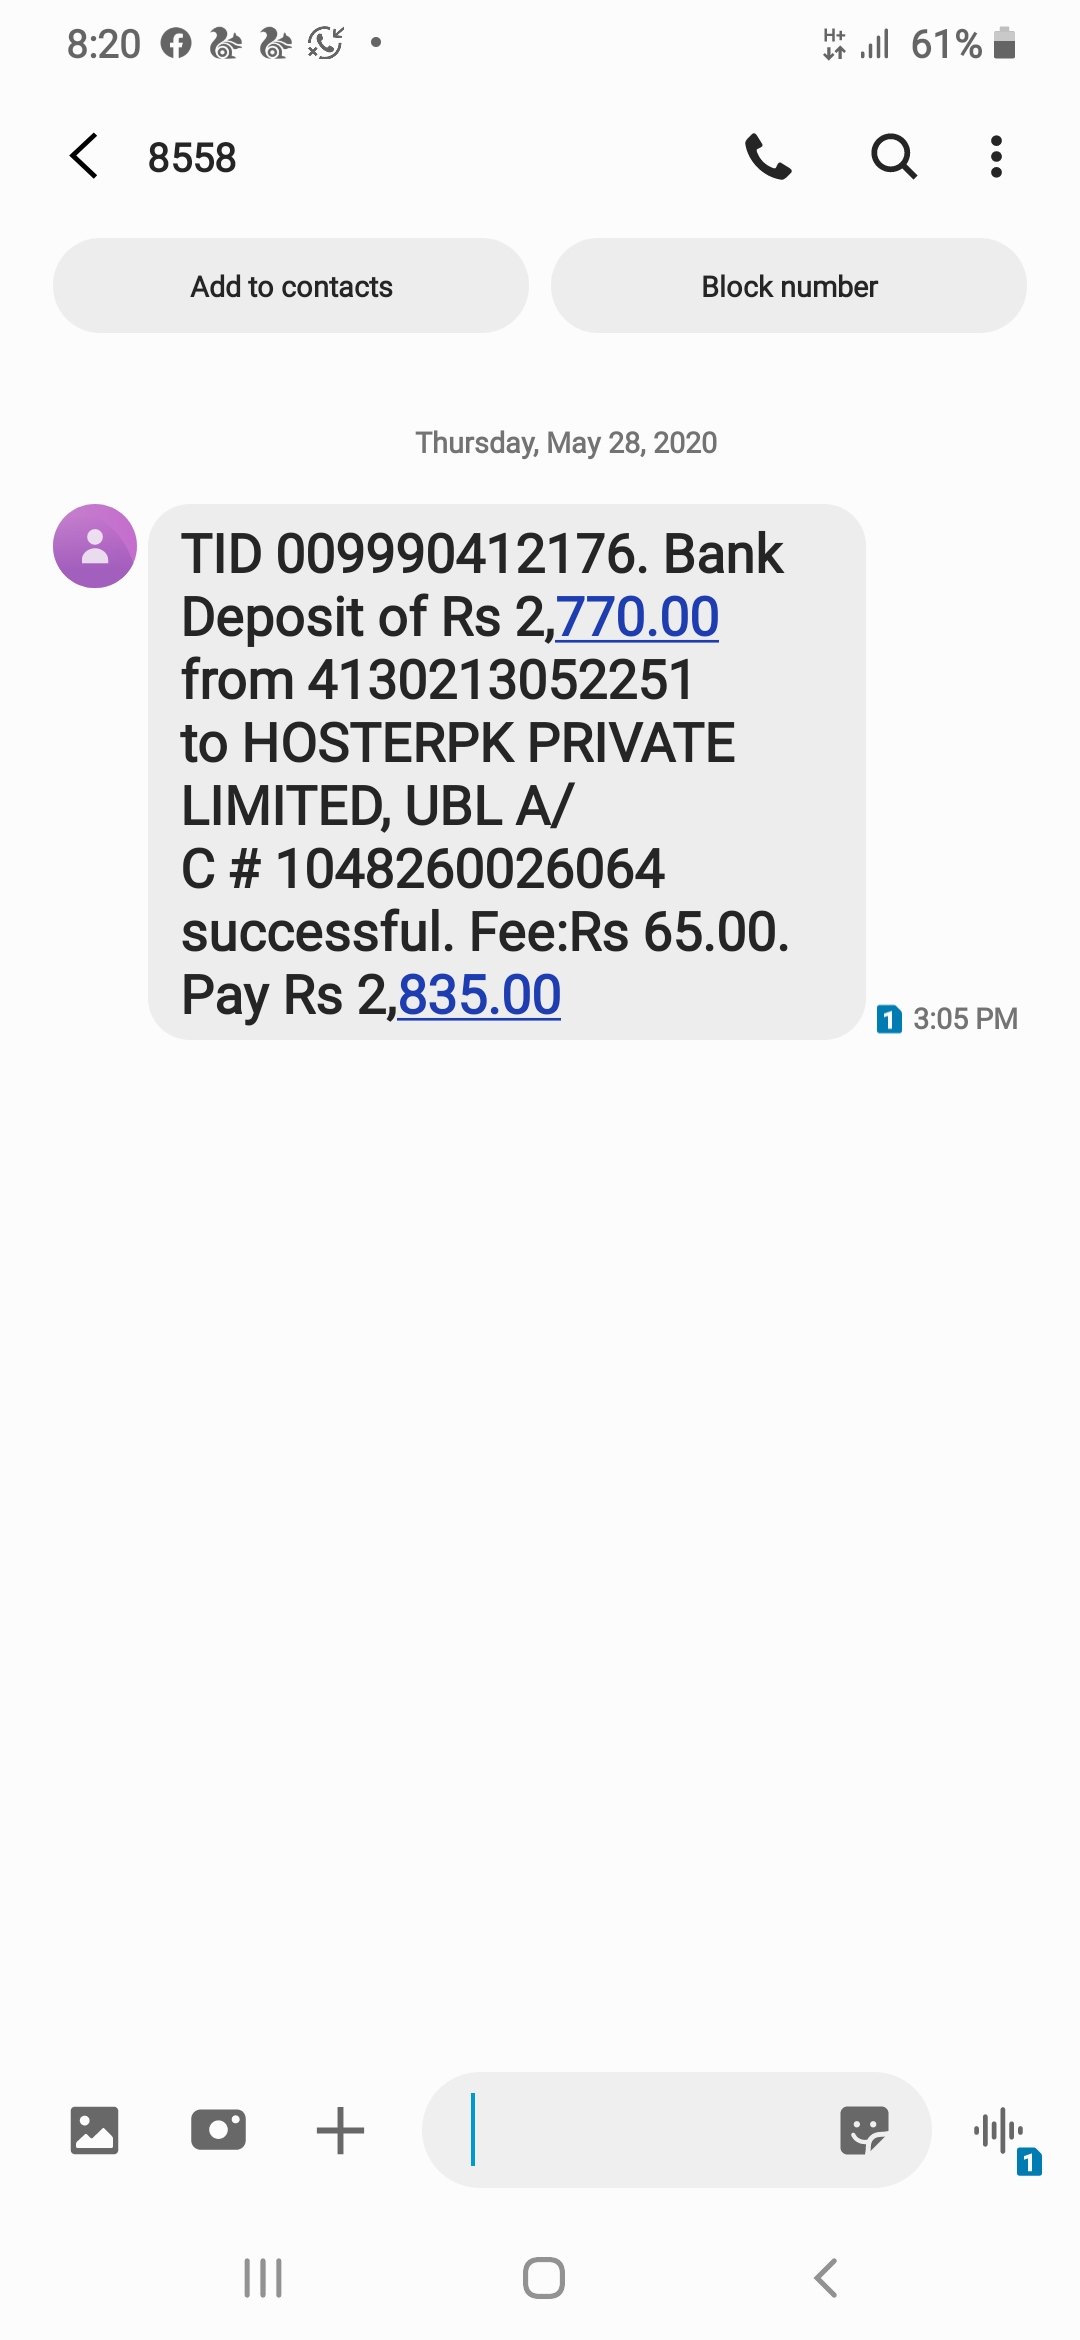 8:20
H+
61%
8558
Add to contacts
Block number
Thursday, May 28, 2020
TID 009990412176. Bank
Deposit of Rs 2,770.00
from 4130213052251
to HOSTERPK PRIVATE
LIMITED, UBL A/
C # 1048260026064
successful. Fee:Rs 65.00.
Pay Rs 2,835.00
1 3:05 PM
1